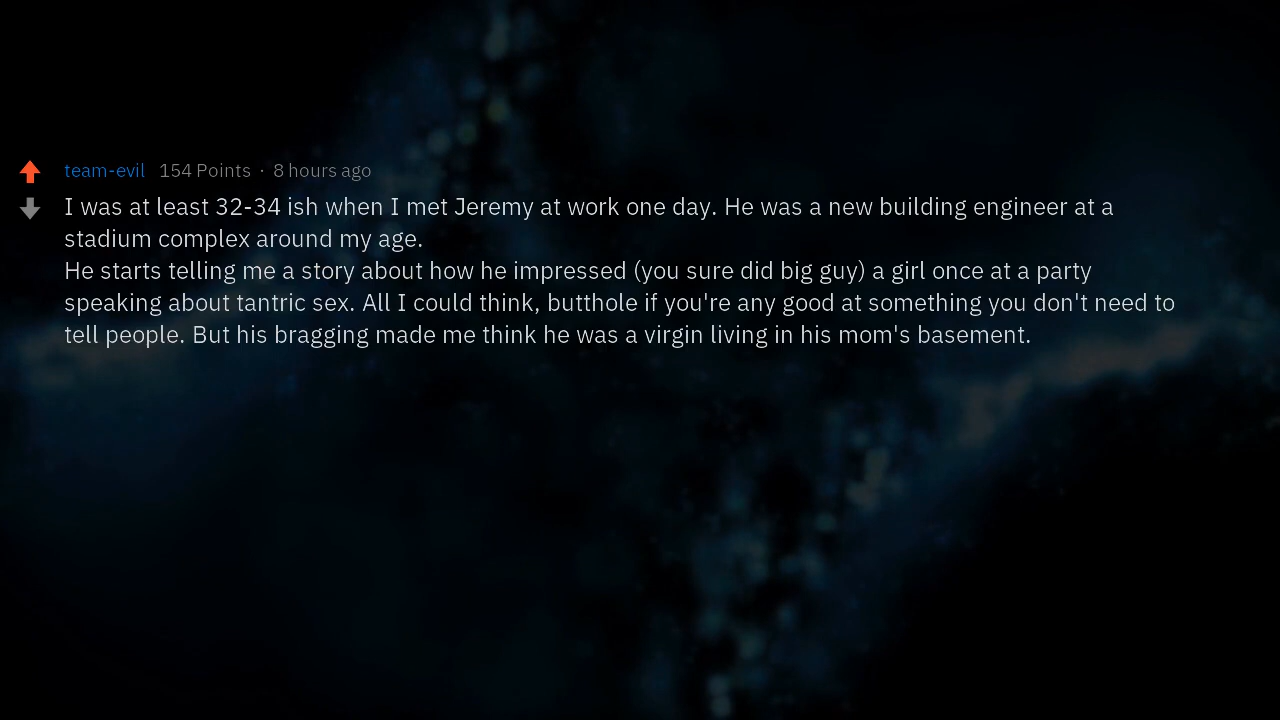 team-evil 154 Points · 8 hours ago
I was at least 32-34 ish when I met Jeremy at work one day. He was a new building engineer at a
stadium complex around my age.
He starts telling me a story about how he impressed (you sure did big guy) a girl once at a party
speaking about tantric sex. All I could think, butthole if you're any good at something you don't need to
tell people. But his bragging made me think he was a virgin living in his mom's basement.